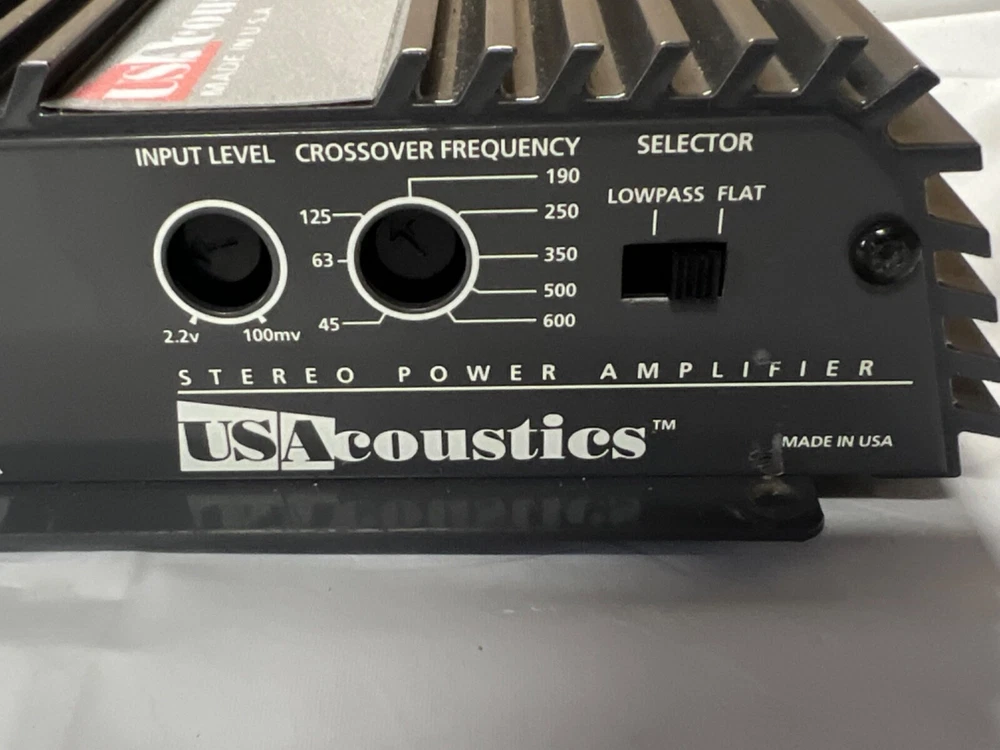 USAcou
MADE IN U.S.A
INPUT LEVEL
2.2v 100mv
CROSSOVER FREQUENCY
190
125 250
63 350
500
45 600
SELECTOR
LOWPASS FLAT
STEREO POWER AMPLIFIER
USAcoustics™
MADE IN USA